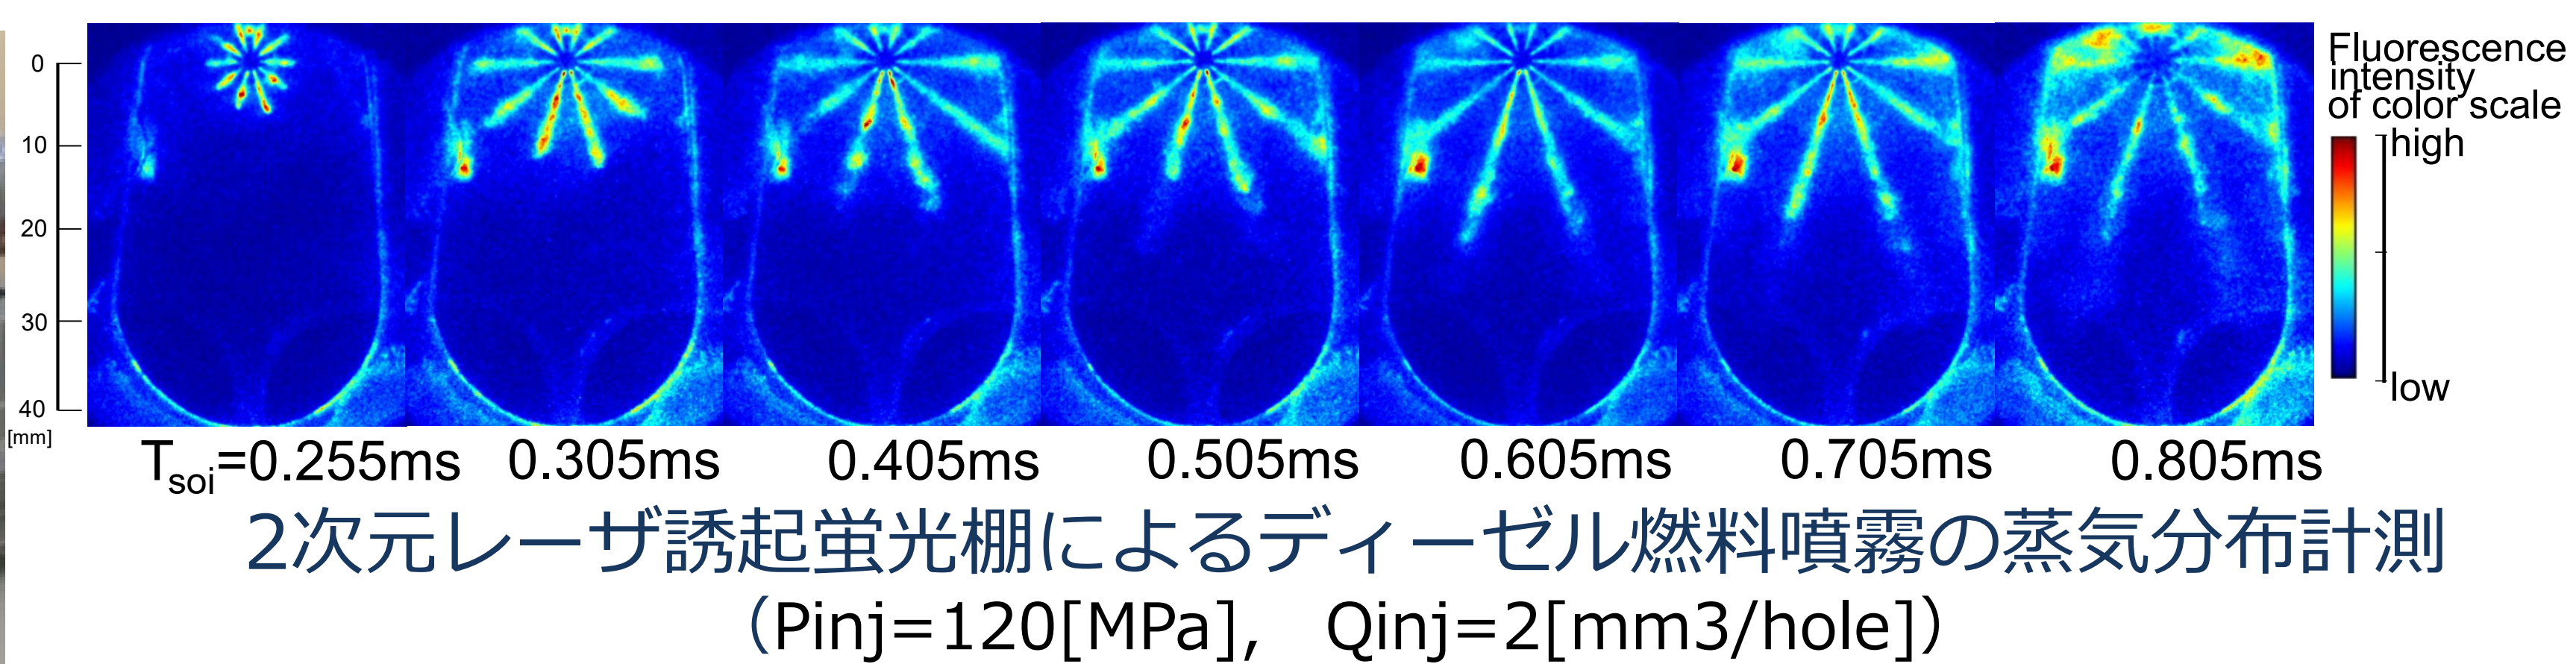 0
10
20
30
40
[mm]
Fluorescence
intensity
of color scale
high
low
Tsoi=0.255ms 0.305ms 0.405ms 0.505ms 0.605ms 0.705ms 0.805ms
2次元レーザ誘起蛍光棚によるディーゼル燃料噴霧の蒸気分布計測
（Pinj=120[MPa]， Qinj=2[mm3/hole]）